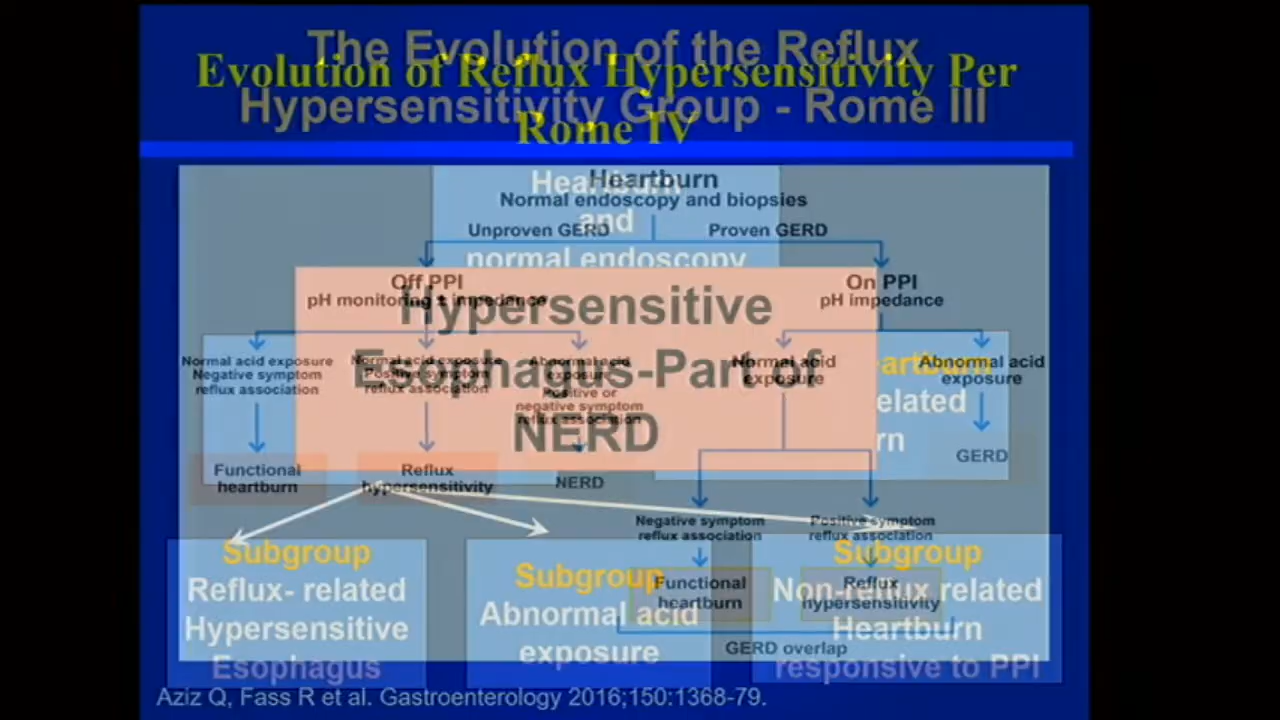 The Evolution of the Reflux
Hypersensitivity Group - Rome III
Evolution of Reflux Hypersensitivity Per
Rome IV
Heartburn
Normal endoscopy and biopsies
Unproven GERD
Proven GERD
Heartburn
and
normal endoscopy
Off PPI
pH monitoring ± impedance
On PPI
pH impedance
Hypersensitive
Esophagus-Part of
NERD
Normal acid exposure
Negative symptom
reflux association
Normal acid exposure
Positive symptom
reflux association
Abnormal acid
exposure
Positive or
negative symptom
reflux association
Normal acid
exposure
Abnormal acid
exposure
Functional
heartburn
Reflux
hypersensitivity
NERD
GERD
Negative symptom
reflux association
Positive symptom
reflux association
Functional
heartburn
Reflux
hypersensitivity
GERD overlap
Subgroup
Reflux- related
Hypersensitive
Esophagus
Subgroup
Abnormal acid
exposure
Subgroup
Non-reflux related
Heartburn
responsive to PPI
Aziz Q, Fass R et al. Gastroenterology 2016;150:1368-79.